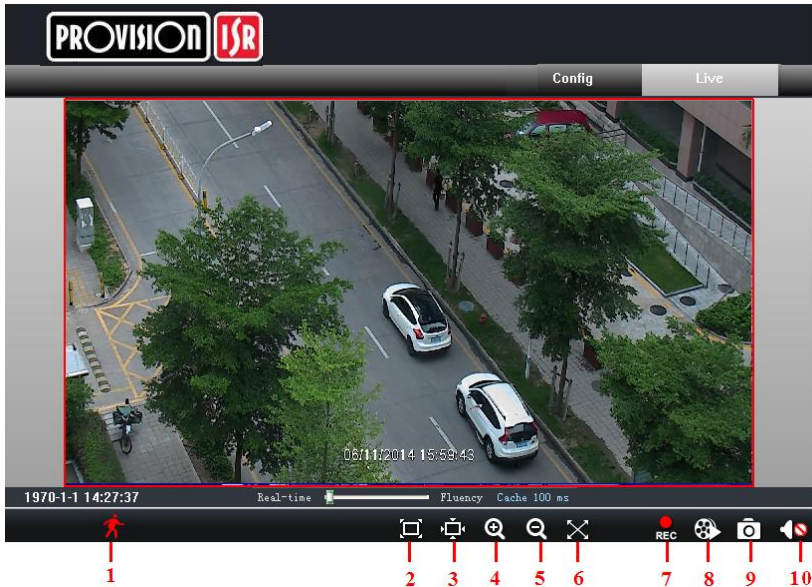 PROVISION ISR
Config Live
06/11/2014 15:59:43
1970-1-1 14:27:37 Real-time Fluency Cache 100 ms
REC
1 2 3 4 5 6 7 8 9 10